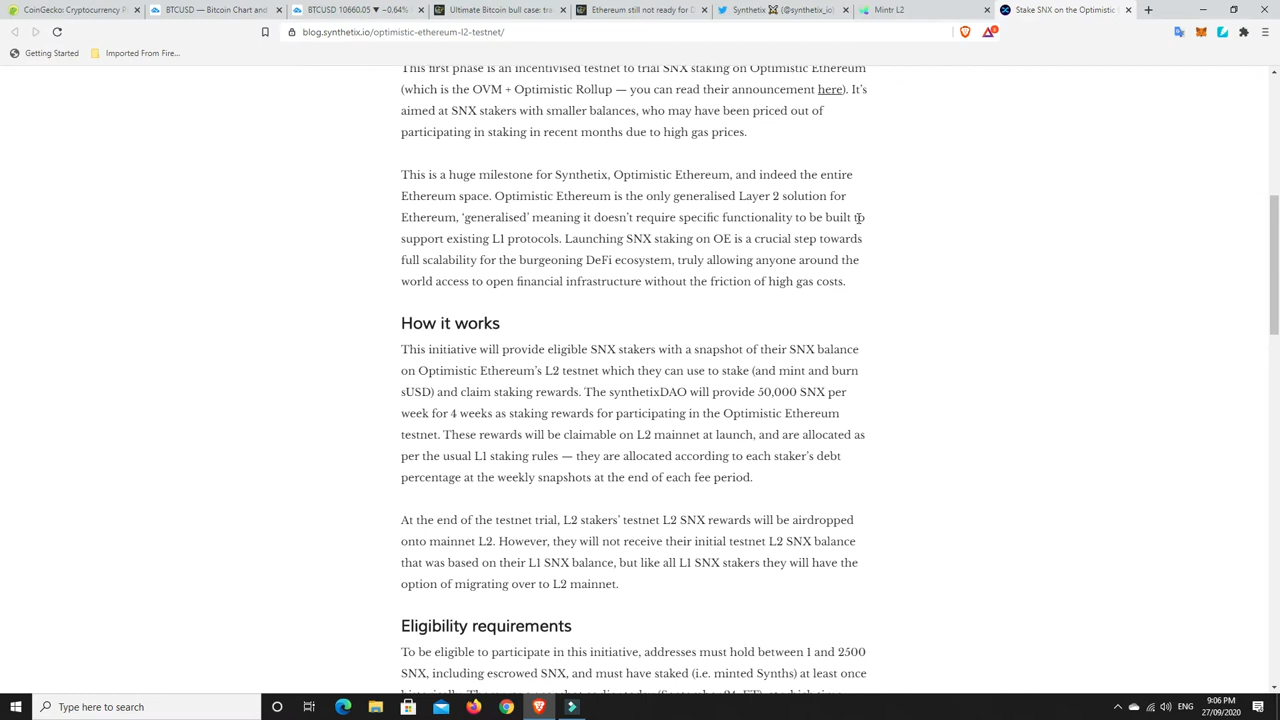 CoinGecko: Cryptocurrency P
BTCUSD — Bitcoin Chart and
BTCUSD 10660.05 ▼ −0.64%
Ultimate Bitcoin bull case: tra
Ethereum still not ready for D
Synthetix (@synthetix_io)
Mintr L2
Stake SNX on the Optimistic
blog.synthetix.io/optimistic-ethereum-l2-testnet/
Getting Started
Imported From Fire...
This first phase is an incentivised testnet to trial SNX staking on Optimistic Ethereum
(which is the OVM + Optimistic Rollup — you can read their announcement here). It's
aimed at SNX stakers with smaller balances, who may have been priced out of
participating in staking in recent months due to high gas prices.
This is a huge milestone for Synthetix, Optimistic Ethereum, and indeed the entire
Ethereum space. Optimistic Ethereum is the only generalised Layer 2 solution for
Ethereum, 'generalised' meaning it doesn't require specific functionality to be built to
support existing L1 protocols. Launching SNX staking on OE is a crucial step towards
full scalability for the burgeoning DeFi ecosystem, truly allowing anyone around the
world access to open financial infrastructure without the friction of high gas costs.
How it works
This initiative will provide eligible SNX stakers with a snapshot of their SNX balance
on Optimistic Ethereum's L2 testnet which they can use to stake (and mint and burn
sUSD) and claim staking rewards. The synthetixDAO will provide 50,000 SNX per
week for 4 weeks as staking rewards for participating in the Optimistic Ethereum
testnet. These rewards will be claimable on L2 mainnet at launch, and are allocated as
per the usual L1 staking rules — they are allocated according to each staker's debt
percentage at the weekly snapshots at the end of each fee period.
At the end of the testnet trial, L2 stakers' testnet L2 SNX rewards will be airdropped
onto mainnet L2. However, they will not receive their initial testnet L2 SNX balance
that was based on their L1 SNX balance, but like all L1 SNX stakers they will have the
option of migrating over to L2 mainnet.
Eligibility requirements
To be eligible to participate in this initiative, addresses must hold between 1 and 2500
SNX, including escrowed SNX, and must have staked (i.e. minted Synths) at least once
Type here to search
ENG
9:06 PM
27/09/2020